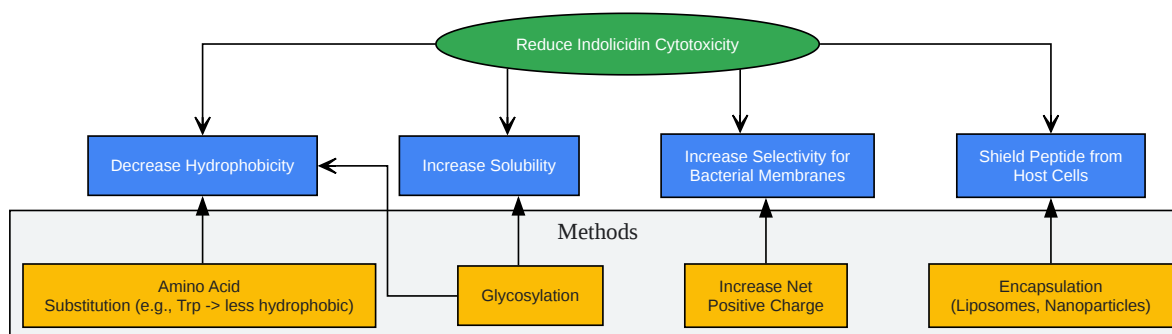 Reduce Indolicidin Cytotoxicity
Decrease Hydrophobicity
Increase Solubility
Increase Selectivity for
Bacterial Membranes
Shield Peptide from
Host Cells
Methods
Amino Acid
Substitution (e.g., Trp -> less hydrophobic)
Glycosylation
Increase Net
Positive Charge
Encapsulation
(Liposomes, Nanoparticles)